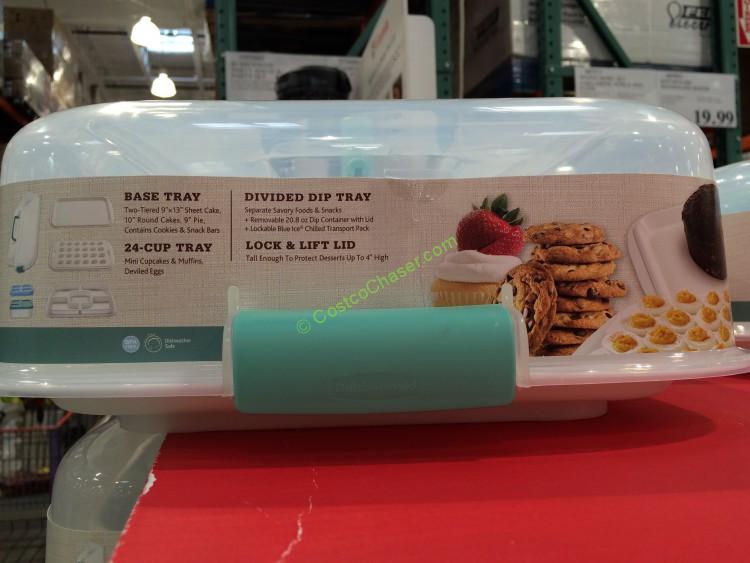 19.99
BASE TRAY
Two-Tiered 9"x13" Sheet Cake,
10" Round Cakes, 9" Pie,
Contains Cookies & Snack Bars
24-CUP TRAY
Mini Cupcakes & Muffins,
Deviled Eggs
DIVIDED DIP TRAY
Separate Savory Foods & Snacks
+ Removable 20.8 oz Dip Container with Lid
+ Lockable Blue Ice® Chilled Transport Pack
LOCK & LIFT LID
Tall Enough To Protect Desserts Up To 4" High
© CostcoChaser.com
Dishwasher
Safe
Rubbermaid